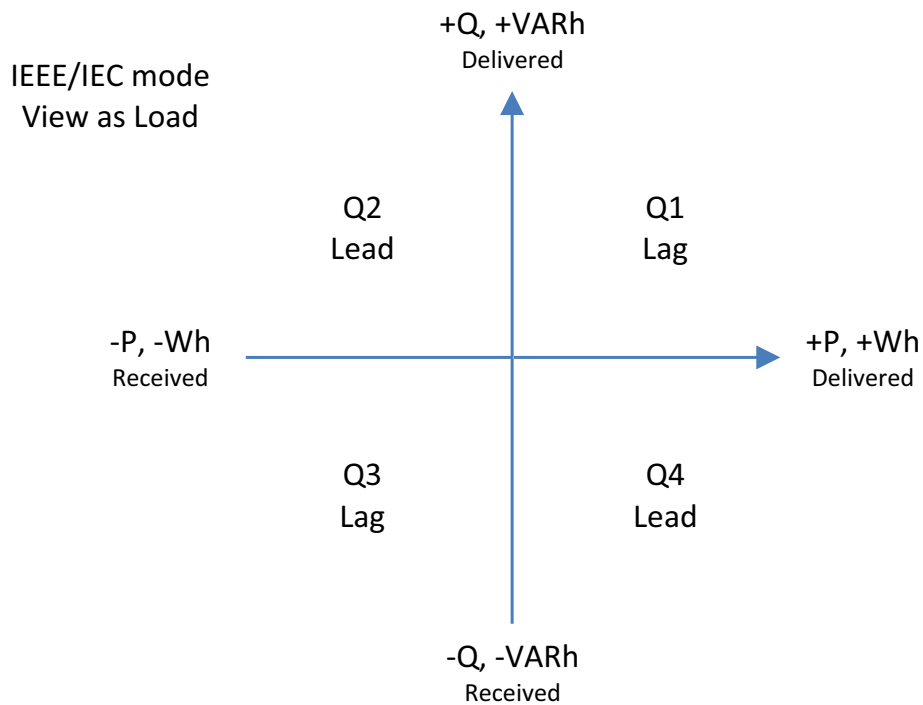 +Q, +VARh
Delivered
IEEE/IEC mode
View as Load
Q2
Lead
Q1
Lag
-P, -Wh
Received
+P, +Wh
Delivered
Q3
Lag
Q4
Lead
-Q, -VARh
Received